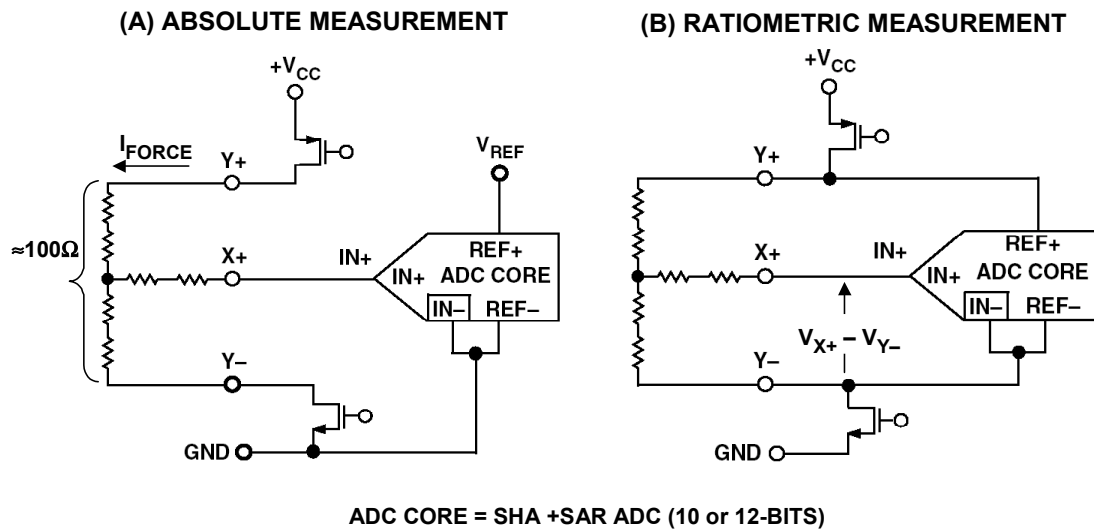 (A) ABSOLUTE MEASUREMENT
+VCC
IFORCE
Y+
VREF
≈100Ω
X+
IN+
IN+
REF+
ADC CORE
IN–
REF–
Y–
GND
(B) RATIOMETRIC MEASUREMENT
+VCC
Y+
X+
IN+
IN+
REF+
ADC CORE
IN–
REF–
VX+ – VY–
Y–
GND
ADC CORE = SHA +SAR ADC (10 or 12-BITS)